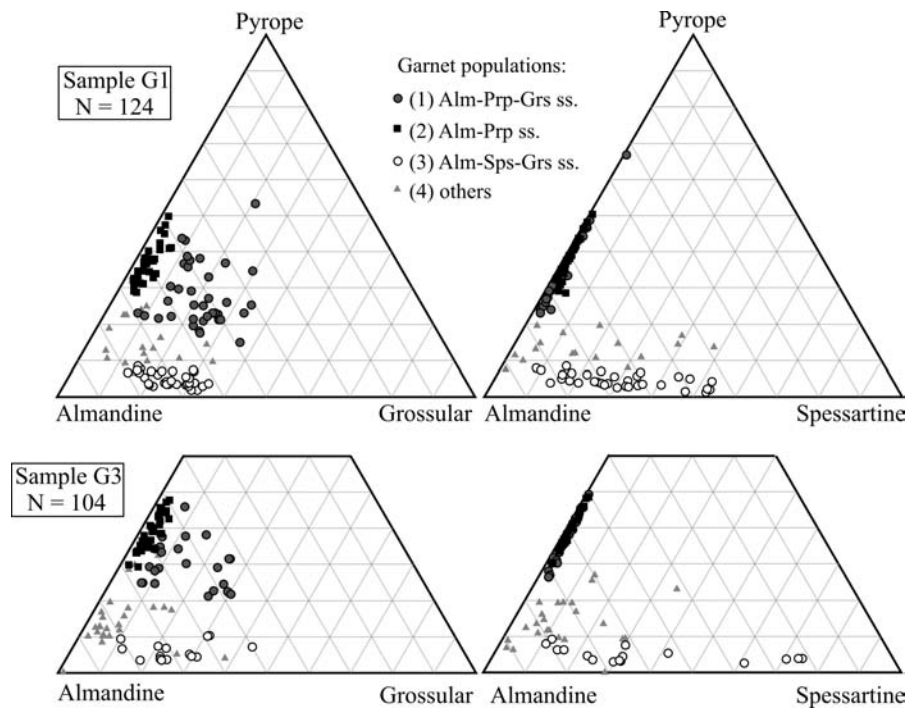 Pyrope
Pyrope
Sample G1
N = 124
Garnet populations:
(1) Alm-Prp-Grs ss.
(2) Alm-Prp ss.
(3) Alm-Sps-Grs ss.
(4) others
Almandine
Grossular
Almandine
Spessartine
Sample G3
N = 104
Almandine
Grossular
Almandine
Spessartine